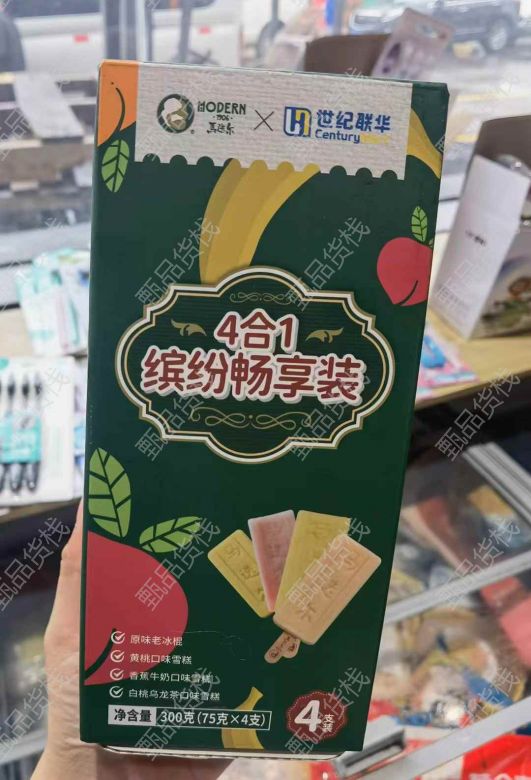 MODERN
1906
马迭尔
×
世纪联华
Century Mart
4合1
缤纷畅享装
原味老冰棍
黄桃口味雪糕
香蕉牛奶口味雪糕
白桃乌龙茶口味雪糕
净含量 300克(75克×4支)
4支装
甄品货栈